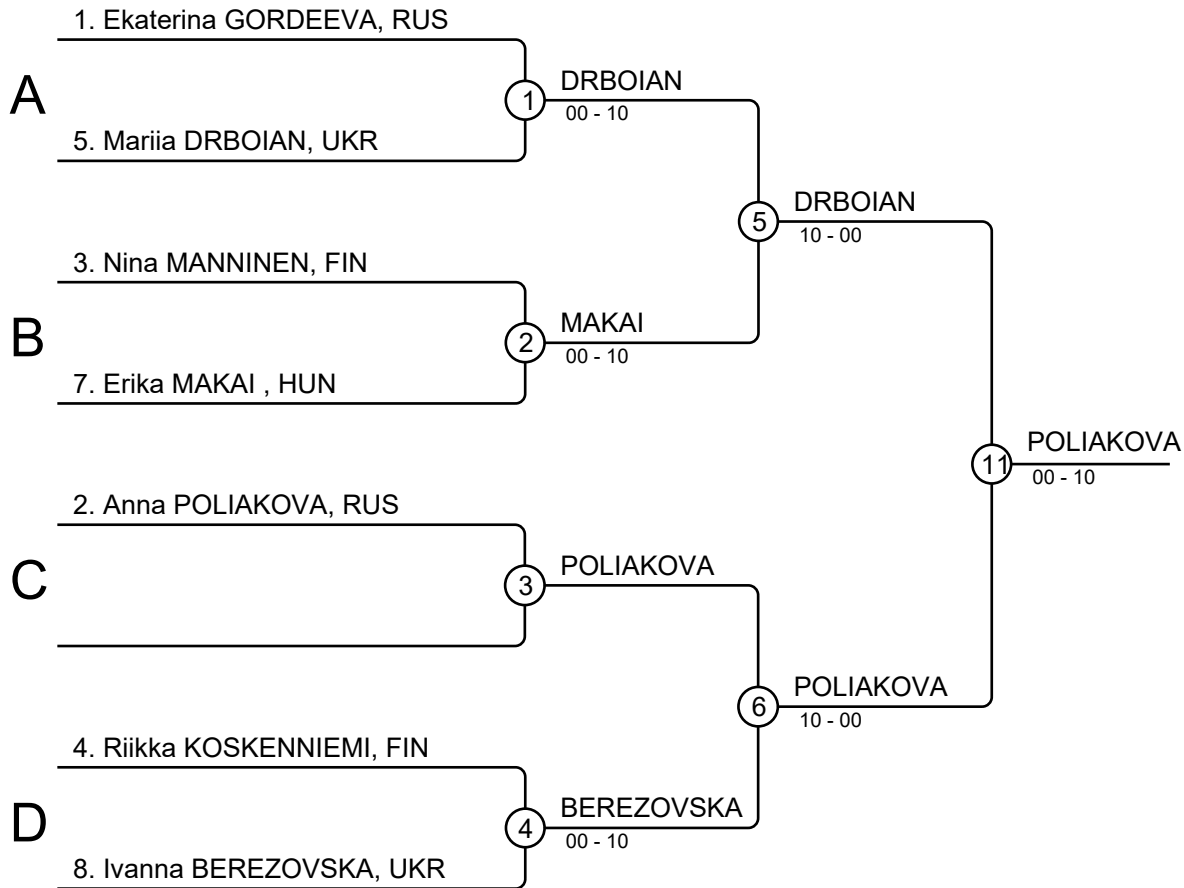 1. Ekaterina GORDEEVA, RUS
A
1
DRBOIAN
00 - 10
5. Mariia DRBOIAN, UKR
5
DRBOIAN
10 - 00
3. Nina MANNINEN, FIN
B
2
MAKAI
00 - 10
7. Erika MAKAI , HUN
11
POLIAKOVA
00 - 10
2. Anna POLIAKOVA, RUS
C
3
POLIAKOVA
6
POLIAKOVA
10 - 00
4. Riikka KOSKENNIEMI, FIN
D
4
BEREZOVSKA
00 - 10
8. Ivanna BEREZOVSKA, UKR